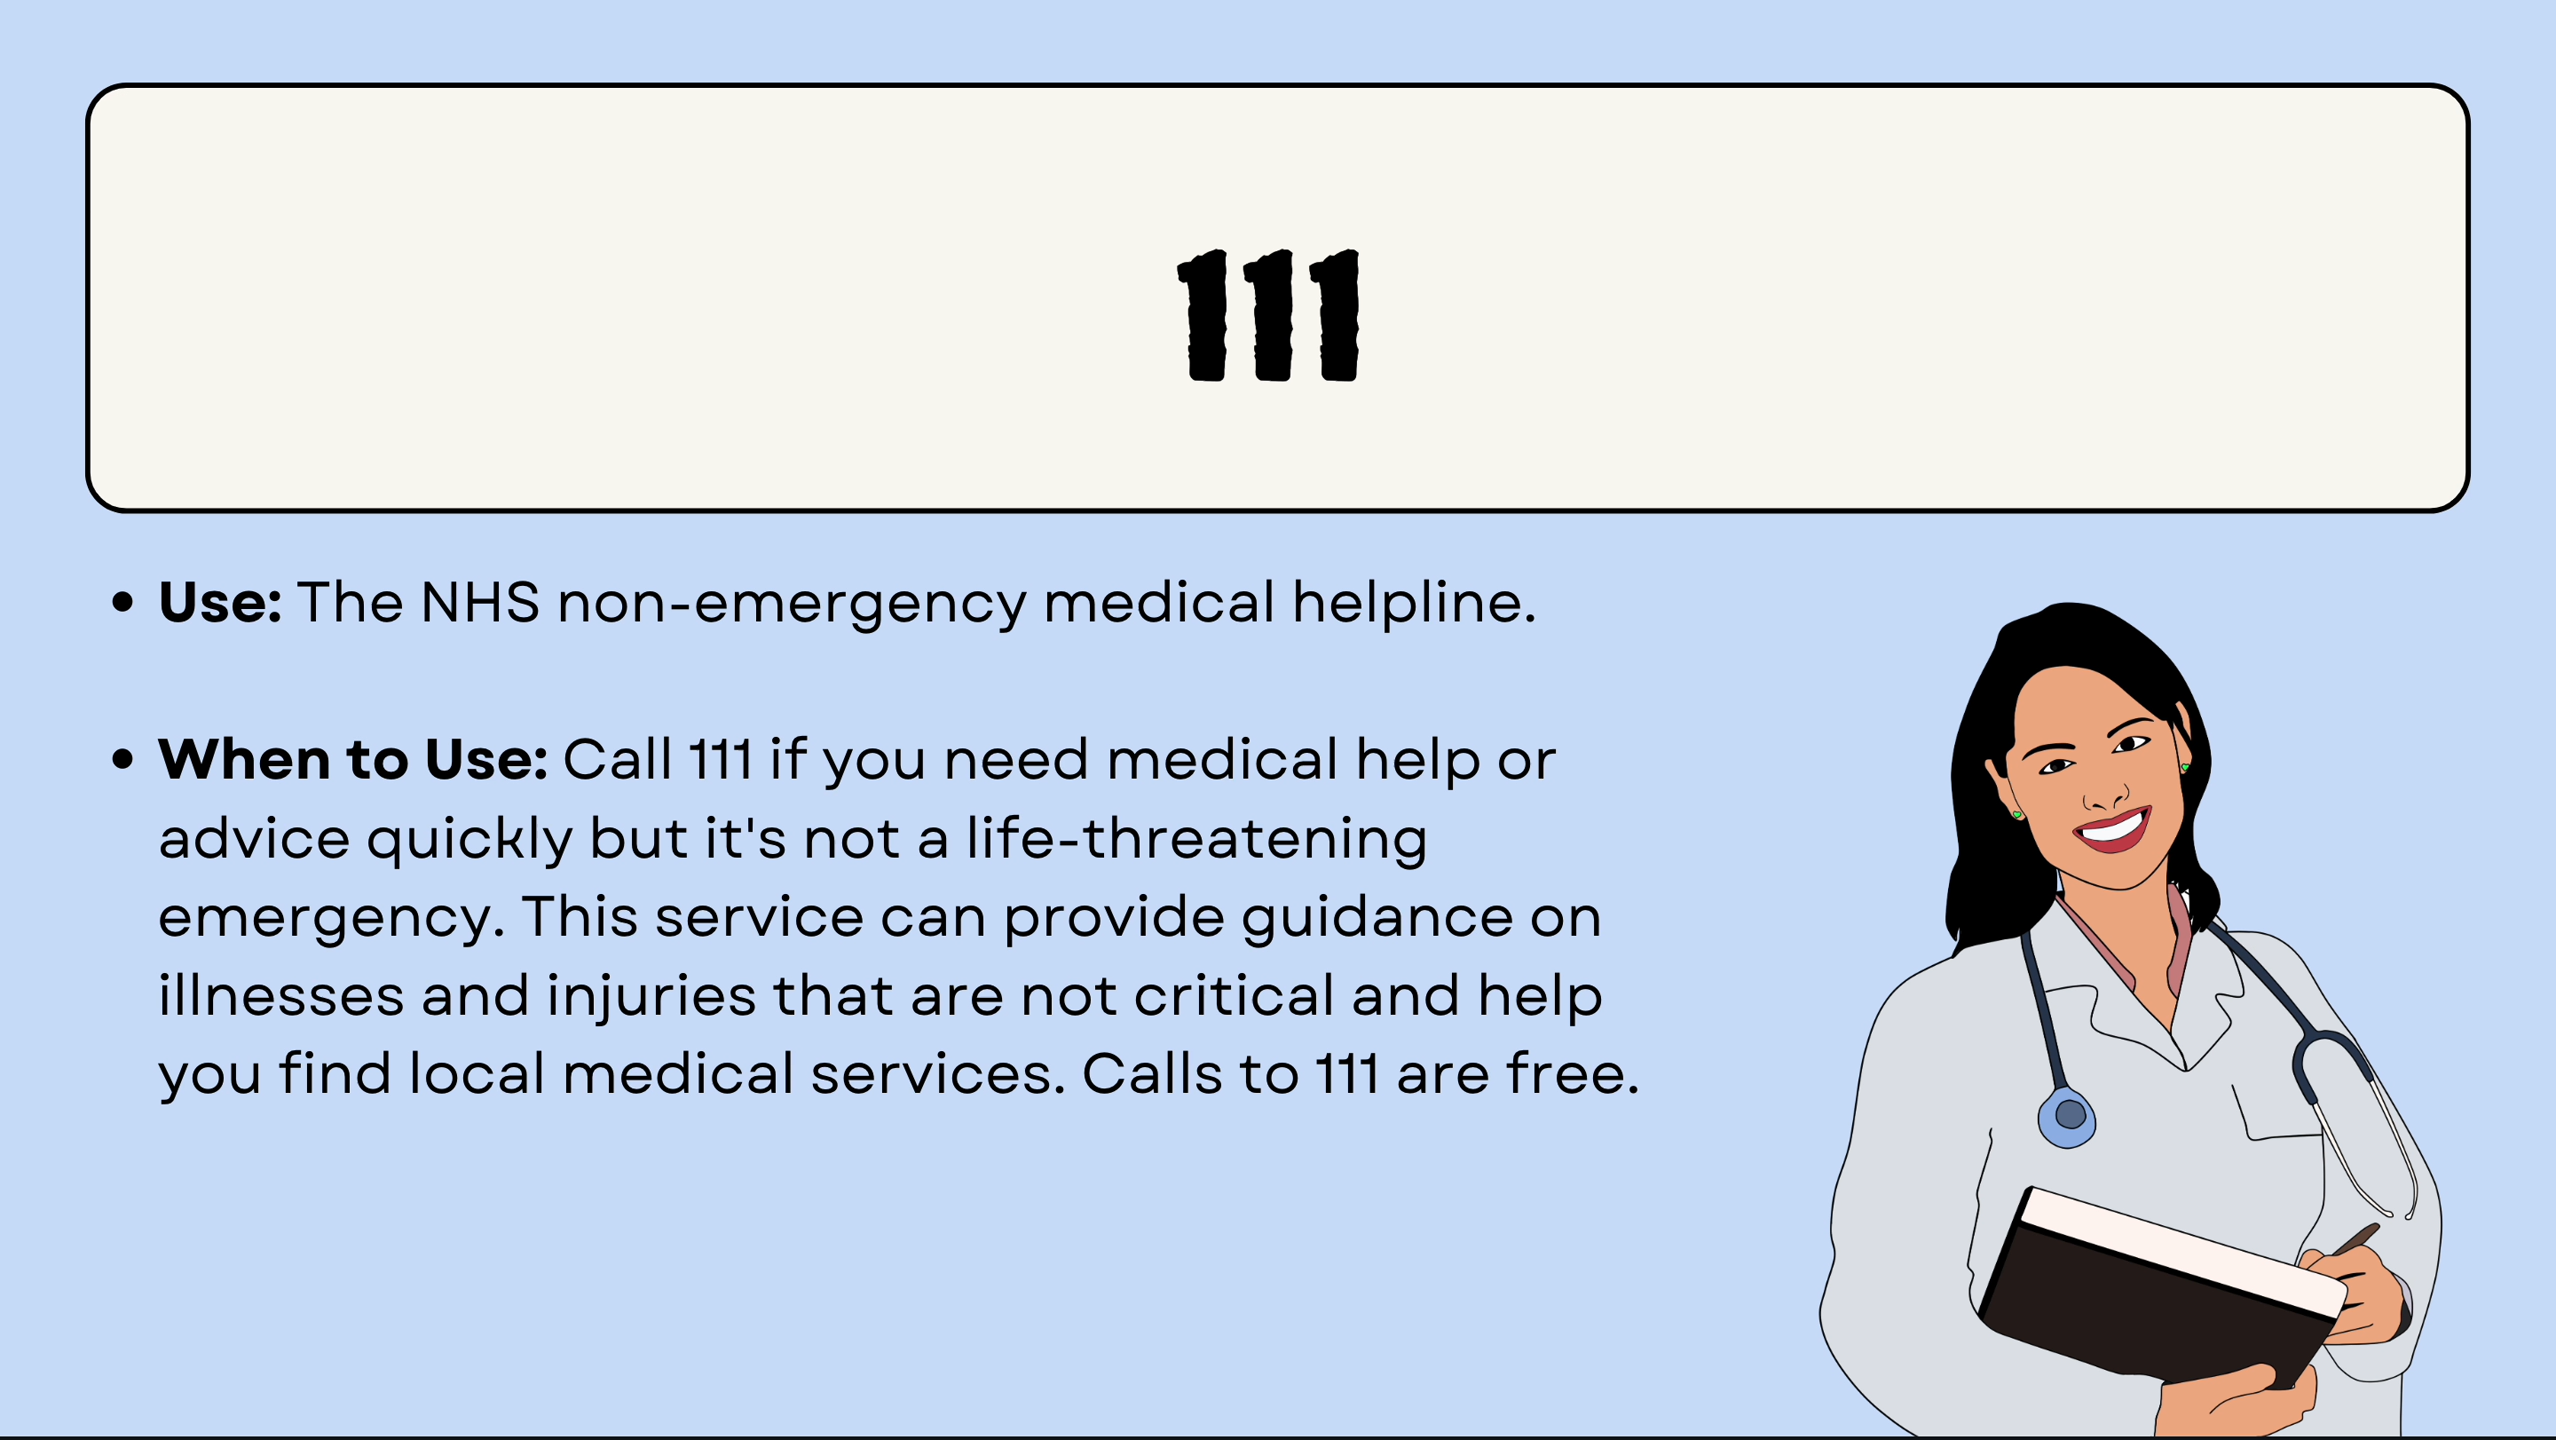 111
• Use: The NHS non-emergency medical helpline.
• When to Use: Call 111 if you need medical help or
advice quickly but it's not a life-threatening
emergency. This service can provide guidance on
illnesses and injuries that are not critical and help
you find local medical services. Calls to 111 are free.